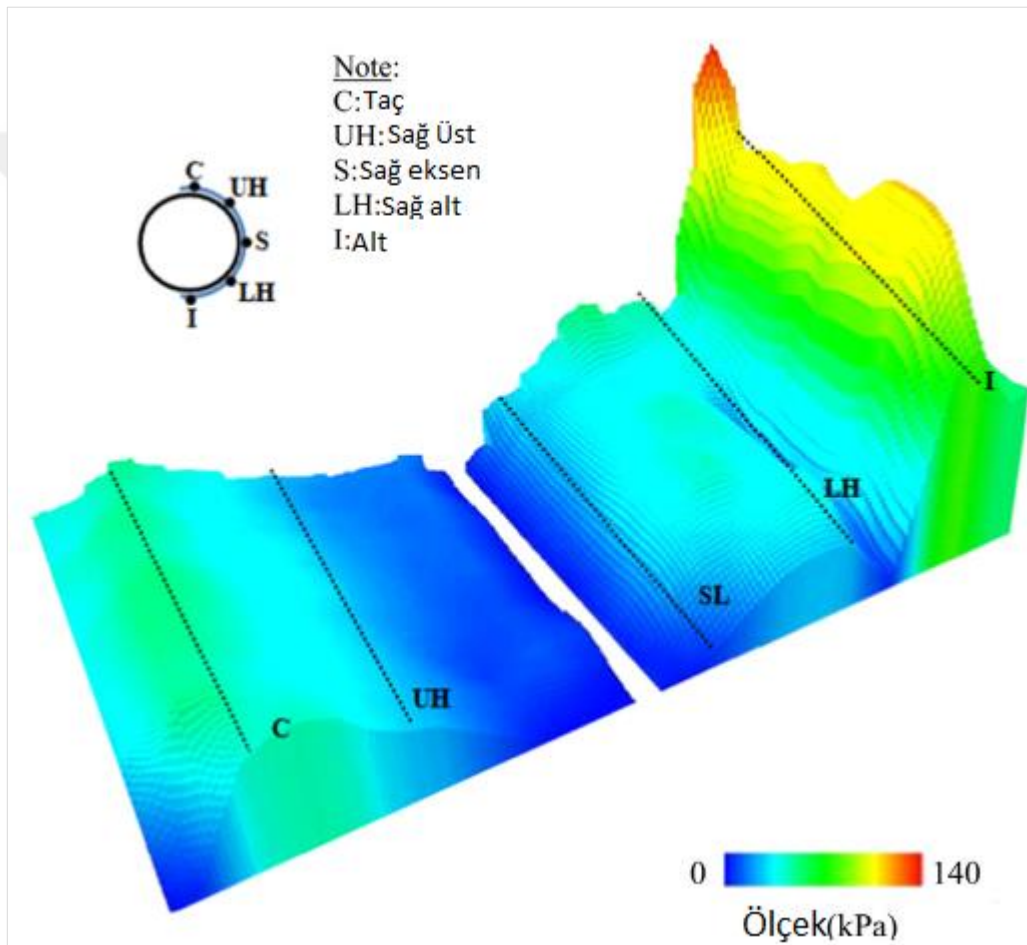 Note:
C:Taç
UH:Sağ Üst
S:Sağ eksen
LH:Sağ alt
I:Alt
C
UH
S
LH
I
I
LH
SL
UH
C
0
140
Ölçek(kPa)